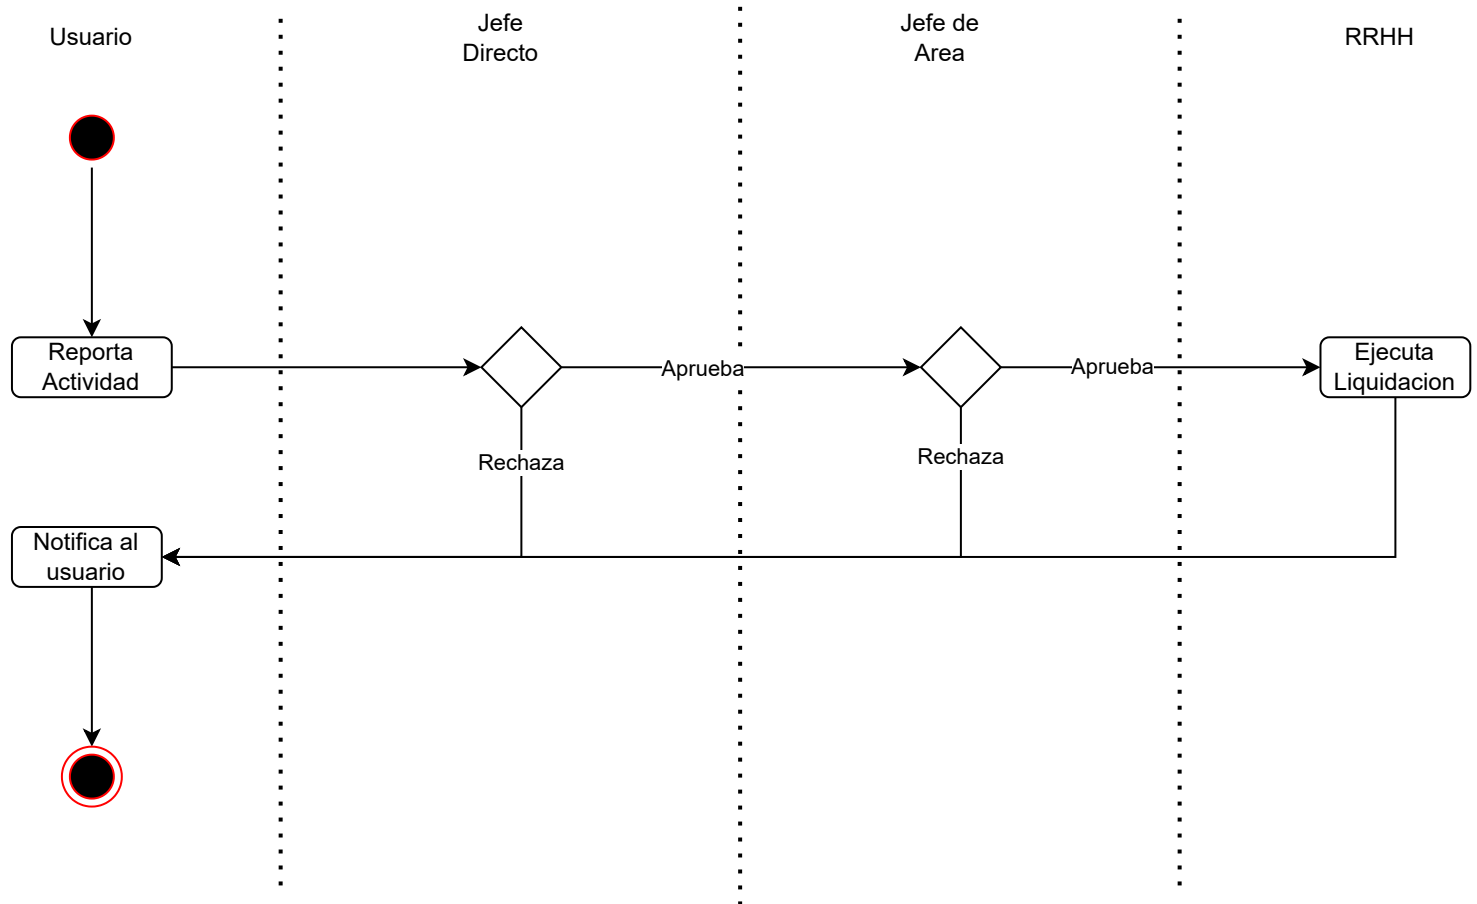 Usuario
Jefe
Directo
Jefe de
Area
RRHH
Reporta
Actividad
Aprueba
Aprueba
Ejecuta
Liquidacion
Rechaza
Rechaza
Notifica al
usuario